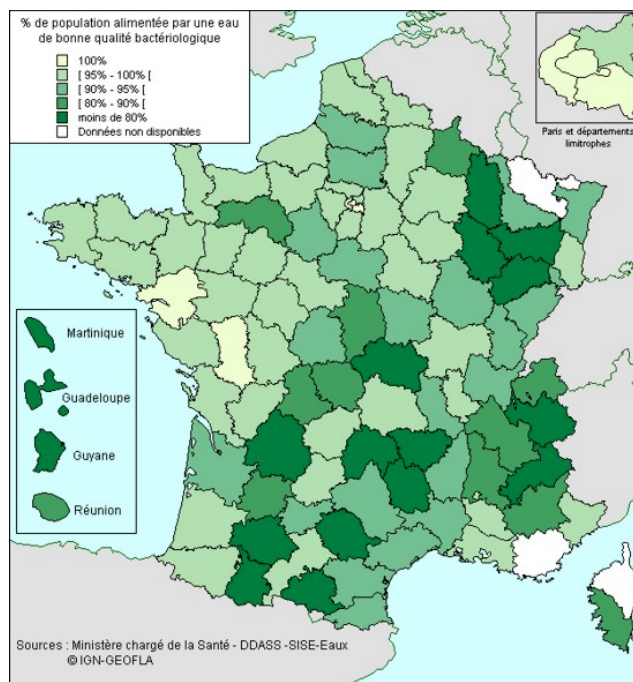 % de population alimentée par une eau
de bonne qualité bactériologique
100%
[ 95% - 100% [
[ 90% - 95% [
[ 80% - 90% [
moins de 80%
Données non disponibles
Paris et départements
limitrophes
Martinique
Guadeloupe
Guyane
Réunion
Sources : Ministère chargé de la Santé - DDASS -SISE-Eaux
© IGN-GEOFLA